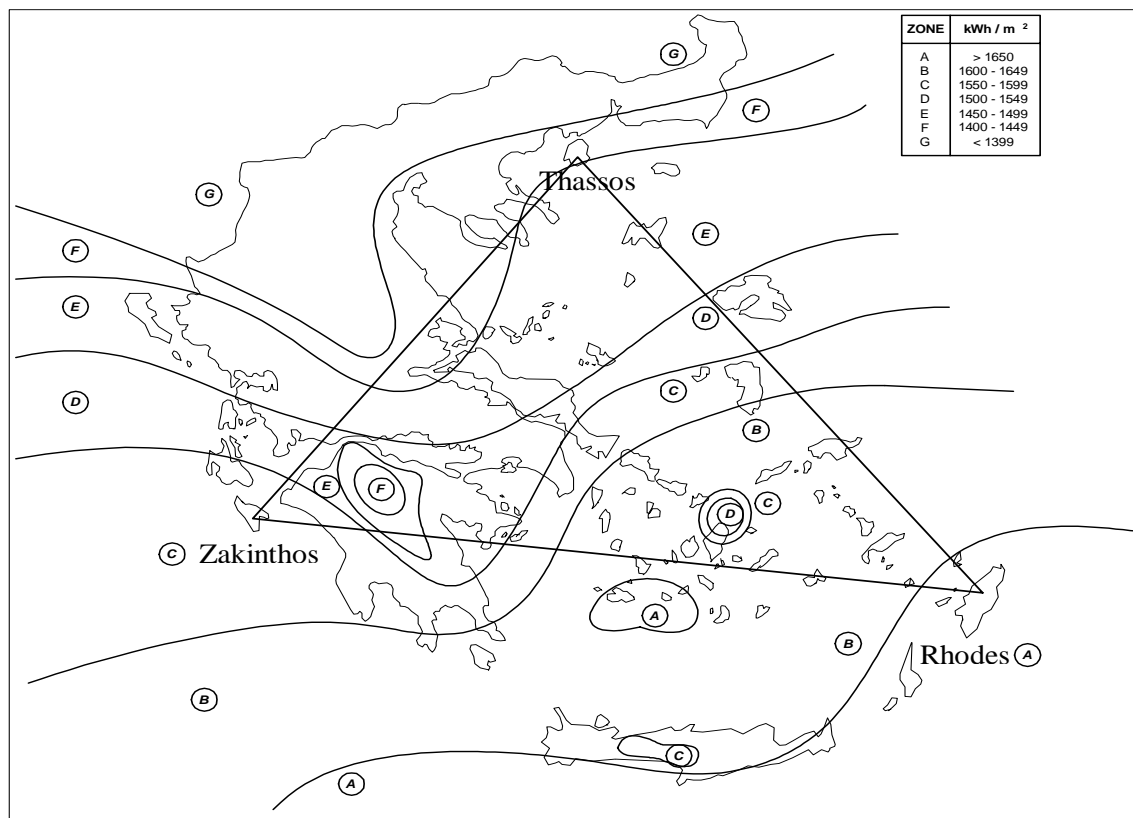 ZONE kWh / m 2
A > 1650
B 1600 - 1649
C 1550 - 1599
D 1500 - 1549
E 1450 - 1499
F 1400 - 1449
G < 1399
G
F
Thassos
G
E
F
E
D
C
D
B
E
F
C
D
C Zakinthos
A
B
Rhodes A
B
C
A